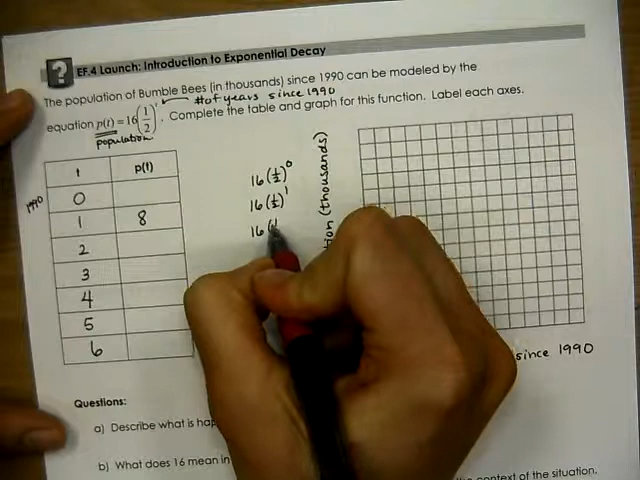 ?
EF.4 Launch: Introduction to Exponential Decay
The population of Bumble Bees (in thousands) since 1990 can be modeled by the
# of years since 1990
equation p(t) = 16(1/2)^t. Complete the table and graph for this function. Label each axes.
population
t p(t)
1990 0
1 8
2
3
4
5
6
16(1/2)^0
16(1/2)^1
16(
(thousands)
since 1990
Questions:
a) Describe what is
b) What does 16 mean in
the context of the situation.